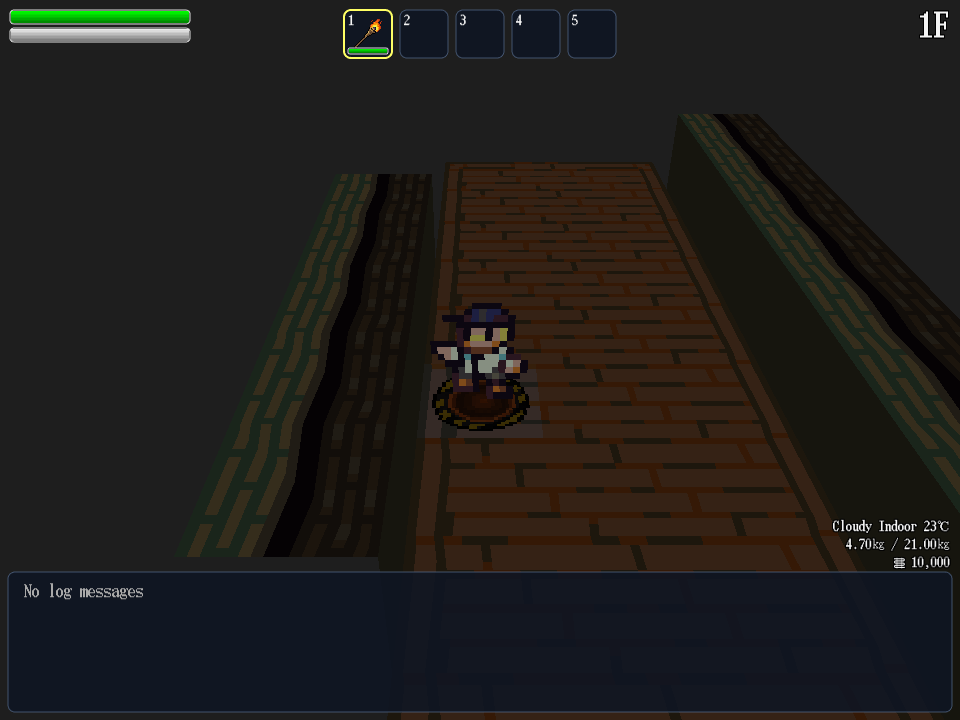 1 2 3 4 5
1F
Cloudy Indoor 23℃
4.70kg / 21.00kg
10,000
No log messages